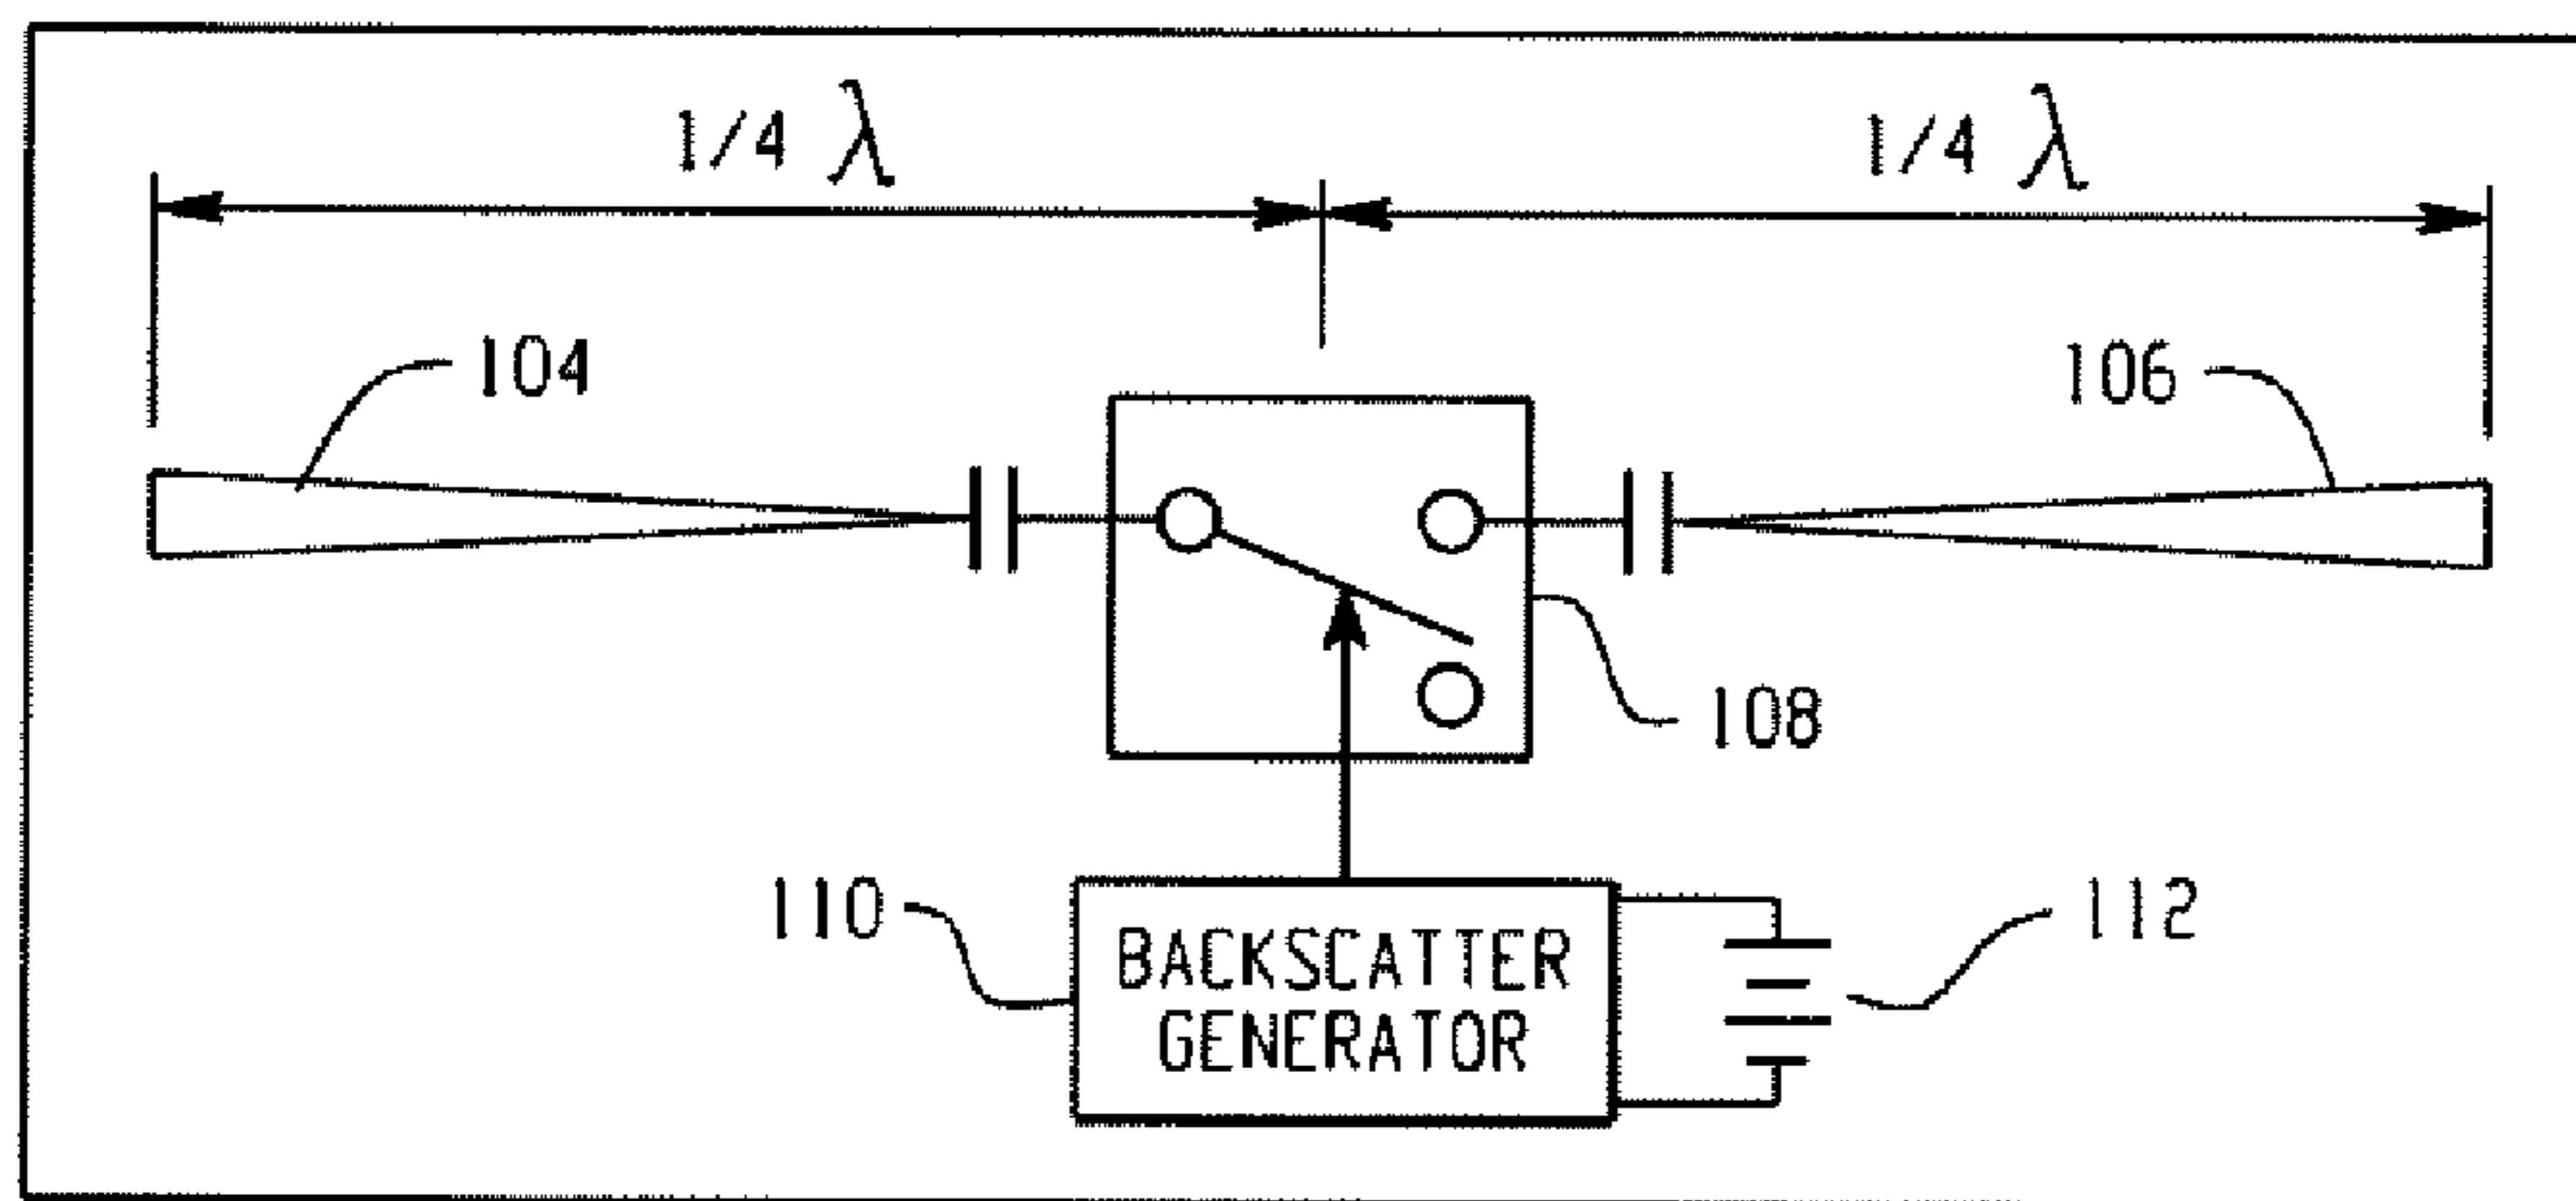 1/4 λ
1/4 λ
104
106
108
110
BACKSCATTER
GENERATOR
112